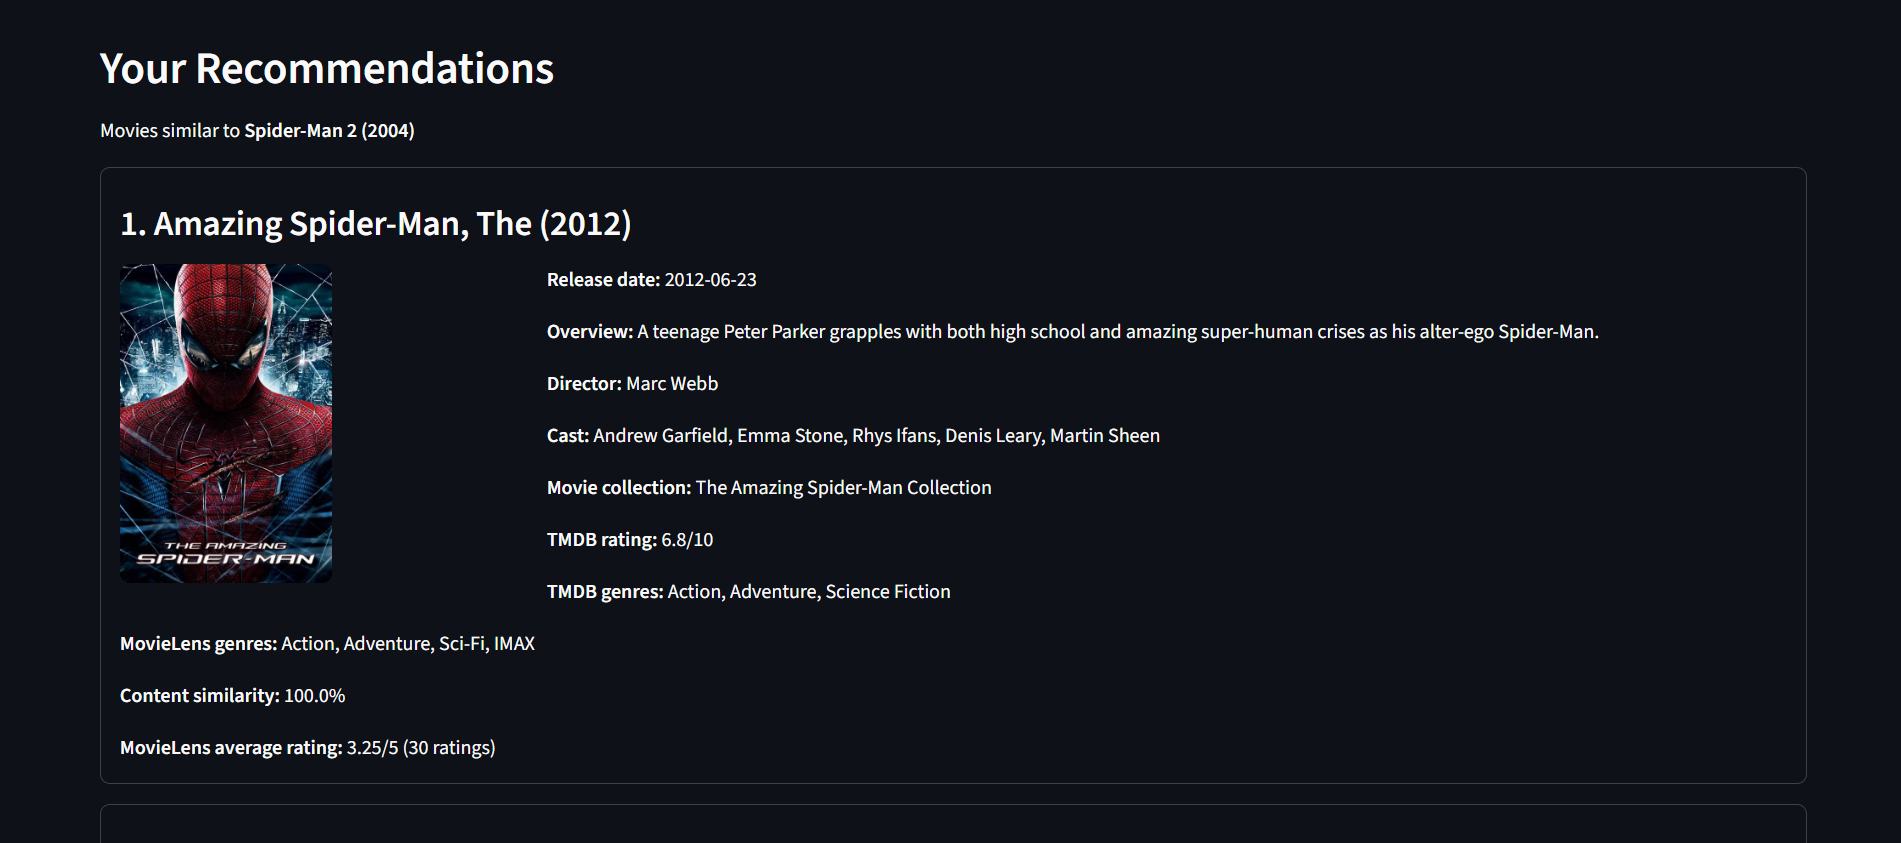 Your Recommendations
Movies similar to Spider-Man 2 (2004)
1. Amazing Spider-Man, The (2012)
THE AMAZING
SPIDER-MAN
Release date: 2012-06-23
Overview: A teenage Peter Parker grapples with both high school and amazing super-human crises as his alter-ego Spider-Man.
Director: Marc Webb
Cast: Andrew Garfield, Emma Stone, Rhys Ifans, Denis Leary, Martin Sheen
Movie collection: The Amazing Spider-Man Collection
TMDB rating: 6.8/10
TMDB genres: Action, Adventure, Science Fiction
MovieLens genres: Action, Adventure, Sci-Fi, IMAX
Content similarity: 100.0%
MovieLens average rating: 3.25/5 (30 ratings)